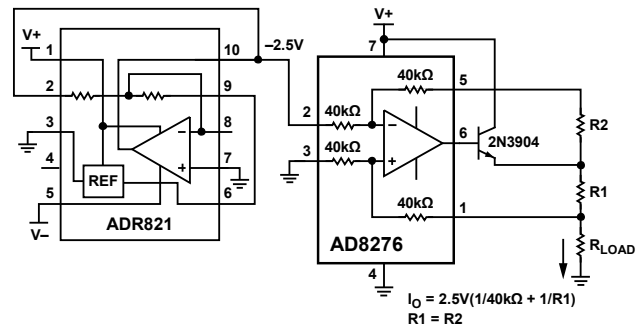 V+
1
10
–2.5V
2
9
3
8
4
7
5
6
REF
V–
ADR821
V+
7
40kΩ
40kΩ
5
2
6
2N3904
R2
3
40kΩ
40kΩ
1
R1
RLOAD
AD8276
4
IO = 2.5V(1/40kΩ + 1/R1)
R1 = R2